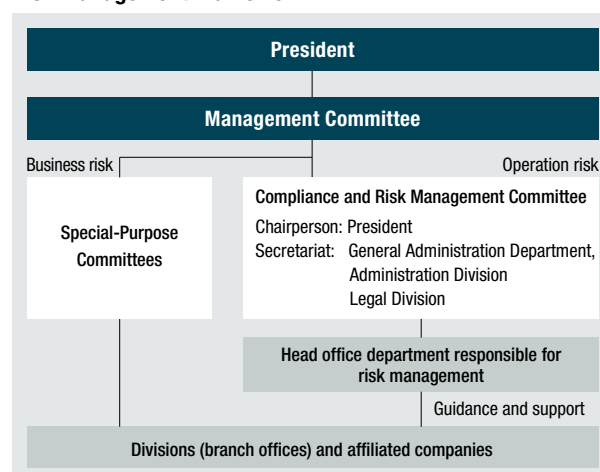 President
Management Committee
Business risk
Operation risk
Special-Purpose
Committees
Compliance and Risk Management Committee
Chairperson: President
Secretariat: General Administration Department,
Administration Division
Legal Division
Head office department responsible for
risk management
Guidance and support
Divisions (branch offices) and affiliated companies